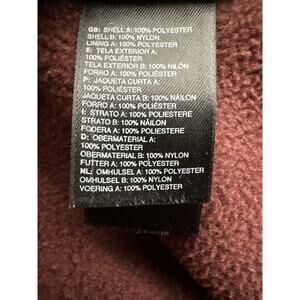 GB: SHELL A: 100% POLYESTER
SHELL B: 100% NYLON
LINING A: 100% POLYESTER
E: TELA EXTERIOR A:
100% POLIÉSTER
TELA EXTERIOR B: 100% NILÓN
FORRO A: 100% POLIÉSTER
P: JAQUETA CURTA A:
100% POLIÉSTER
JAQUETA CURTA B: 100% NÁILON
FORRO A: 100% POLIÉSTER
I: STRATO A: 100% POLIESTERE
STRATO B: 100% NÁILON
FODERA A: 100% POLIESTERE
D: OBERMATERIAL A:
100% POLYESTER
OBERMATERIAL B: 100% NYLON
FUTTER A: 100% POLYESTER
NL: OMHULSEL A: 100% POLYESTER
OMHULSEL B: 100% NYLON
VOERING A: 100% POLYESTER